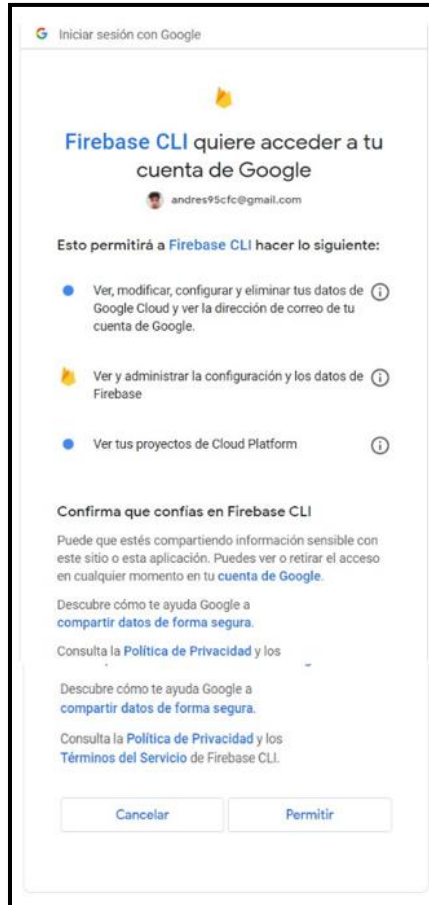 Iniciar sesión con Google
Firebase CLI quiere acceder a tu
cuenta de Google
andres95cfc@gmail.com
Esto permitirá a Firebase CLI hacer lo siguiente:
Ver, modificar, configurar y eliminar tus datos de
Google Cloud y ver la dirección de correo de tu
cuenta de Google.
Ver y administrar la configuración y los datos de
Firebase
Ver tus proyectos de Cloud Platform
Confirma que confías en Firebase CLI
Puede que estés compartiendo información sensible con
este sitio o esta aplicación. Puedes ver o retirar el acceso
en cualquier momento en tu cuenta de Google.
Descubre cómo te ayuda Google a
compartir datos de forma segura.
Consulta la Política de Privacidad y los
Descubre cómo te ayuda Google a
compartir datos de forma segura.
Consulta la Política de Privacidad y los
Términos del Servicio de Firebase CLI.
Cancelar
Permitir